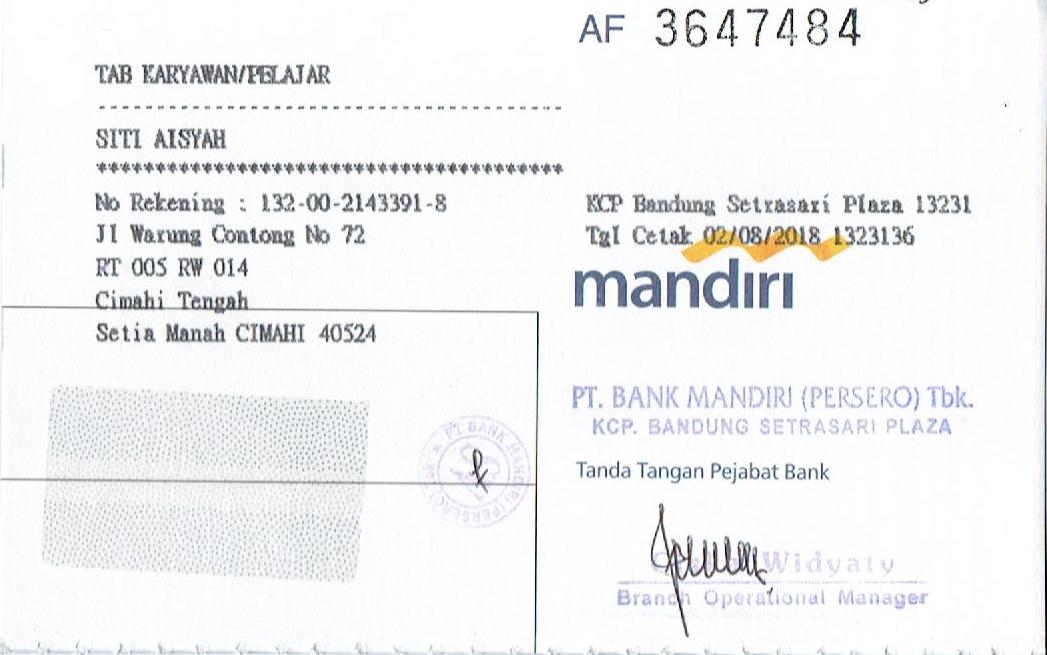 AF 3647484
TAB KARYAWAN/PELAJAR
----------------------------------------
SITI AISYAH
****************************************
No Rekening : 132-00-2143391-8
Jl Warung Contong No 72
RT 005 RW 014
Cimahi Tengah
Setia Manah CIMAHI 40524
KCP Bandung Setrasari Plaza 13231
Tgl Cetak 02/08/2018 1323136
mandiri
PT. BANK MANDIRI (PERSERO) Tbk.
KCP. BANDUNG SETRASARI PLAZA
Tanda Tangan Pejabat Bank
Widyaty
Branch Operational Manager
PT BANK MANDIRI (PERSERO)